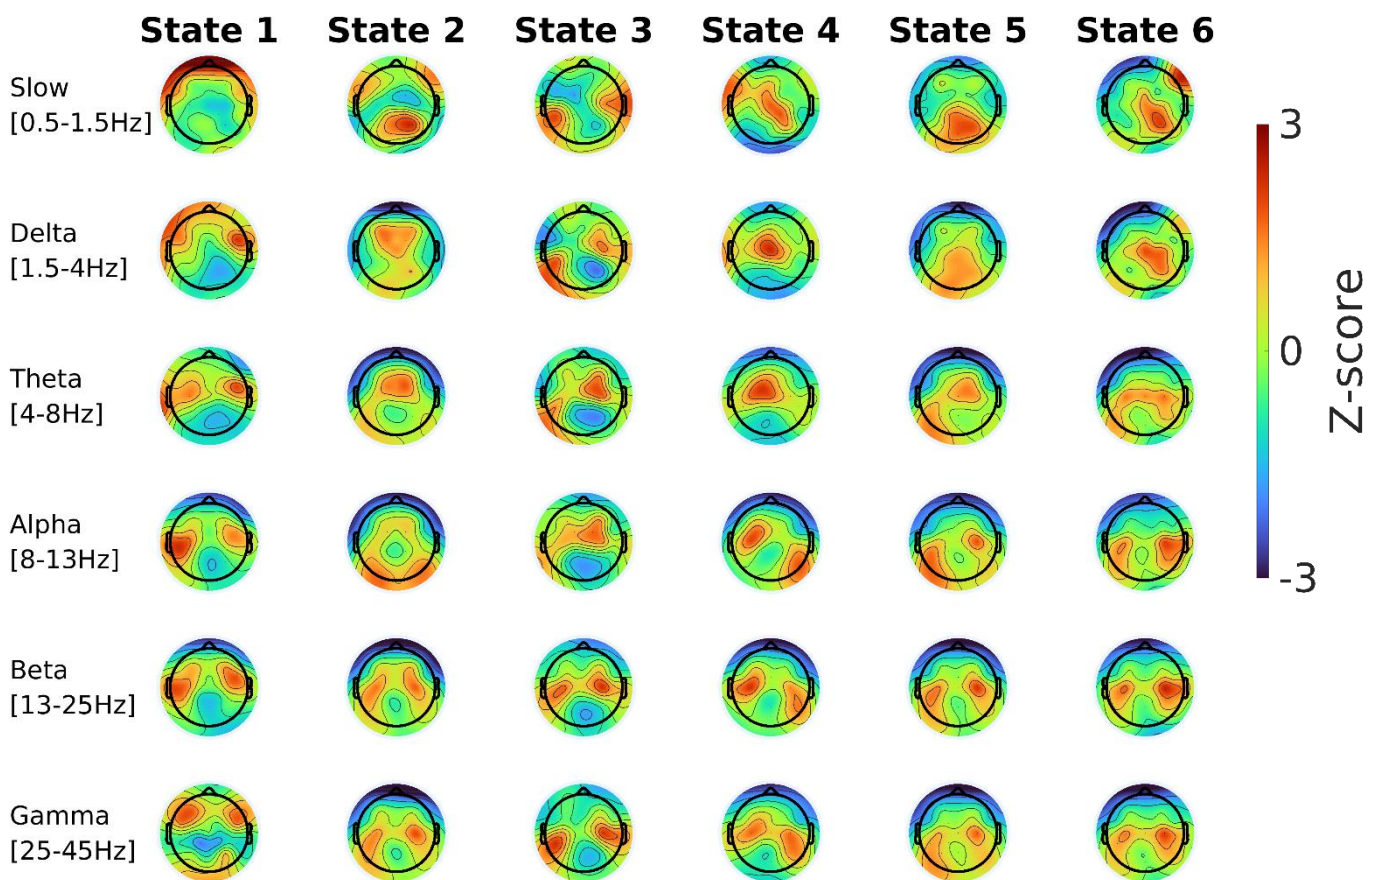 State 1 State 2 State 3 State 4 State 5 State 6
Slow
[0.5-1.5Hz]
Delta
[1.5-4Hz]
Theta
[4-8Hz]
Alpha
[8-13Hz]
Beta
[13-25Hz]
Gamma
[25-45Hz]
3
0
-3
Z-score